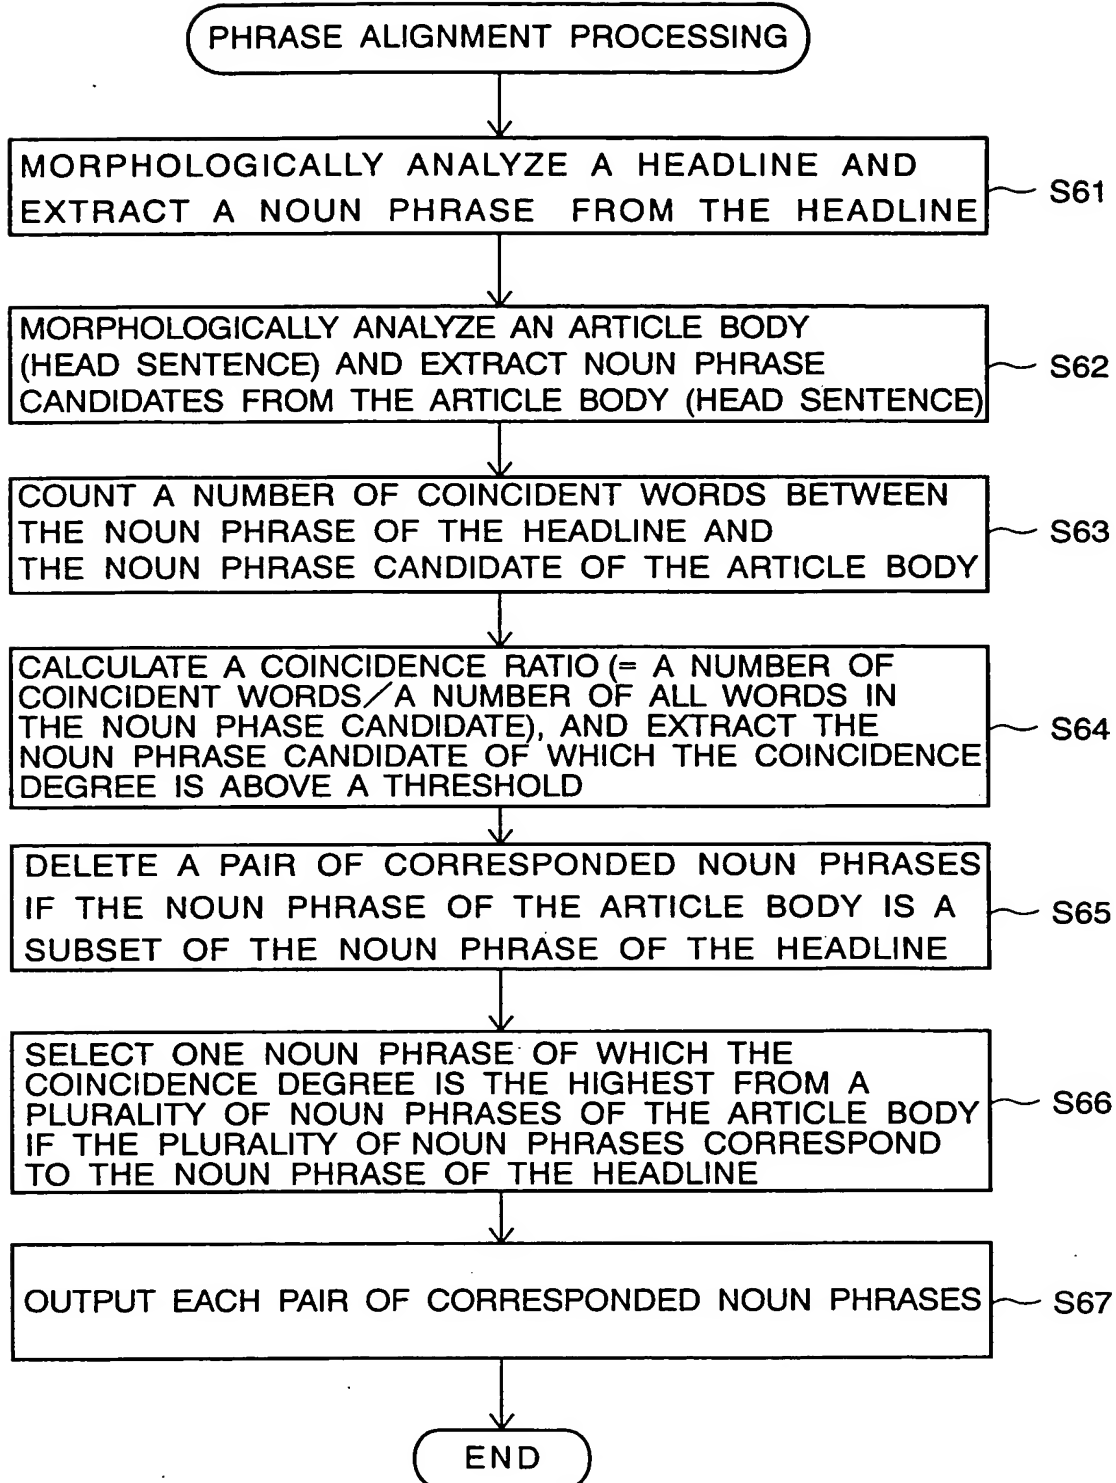 PHRASE ALIGNMENT PROCESSING
MORPHOLOGICALLY ANALYZE A HEADLINE AND
EXTRACT A NOUN PHRASE FROM THE HEADLINE
S61
MORPHOLOGICALLY ANALYZE AN ARTICLE BODY
(HEAD SENTENCE) AND EXTRACT NOUN PHRASE
CANDIDATES FROM THE ARTICLE BODY (HEAD SENTENCE)
S62
COUNT A NUMBER OF COINCIDENT WORDS BETWEEN
THE NOUN PHRASE OF THE HEADLINE AND
THE NOUN PHRASE CANDIDATE OF THE ARTICLE BODY
S63
CALCULATE A COINCIDENCE RATIO (= A NUMBER OF
COINCIDENT WORDS/A NUMBER OF ALL WORDS IN
THE NOUN PHASE CANDIDATE), AND EXTRACT THE
NOUN PHRASE CANDIDATE OF WHICH THE COINCIDENCE
DEGREE IS ABOVE A THRESHOLD
S64
DELETE A PAIR OF CORRESPONDED NOUN PHRASES
IF THE NOUN PHRASE OF THE ARTICLE BODY IS A
SUBSET OF THE NOUN PHRASE OF THE HEADLINE
S65
SELECT ONE NOUN PHRASE OF WHICH THE
COINCIDENCE DEGREE IS THE HIGHEST FROM A
PLURALITY OF NOUN PHRASES OF THE ARTICLE BODY
IF THE PLURALITY OF NOUN PHRASES CORRESPOND
TO THE NOUN PHRASE OF THE HEADLINE
S66
OUTPUT EACH PAIR OF CORRESPONDED NOUN PHRASES
S67
END